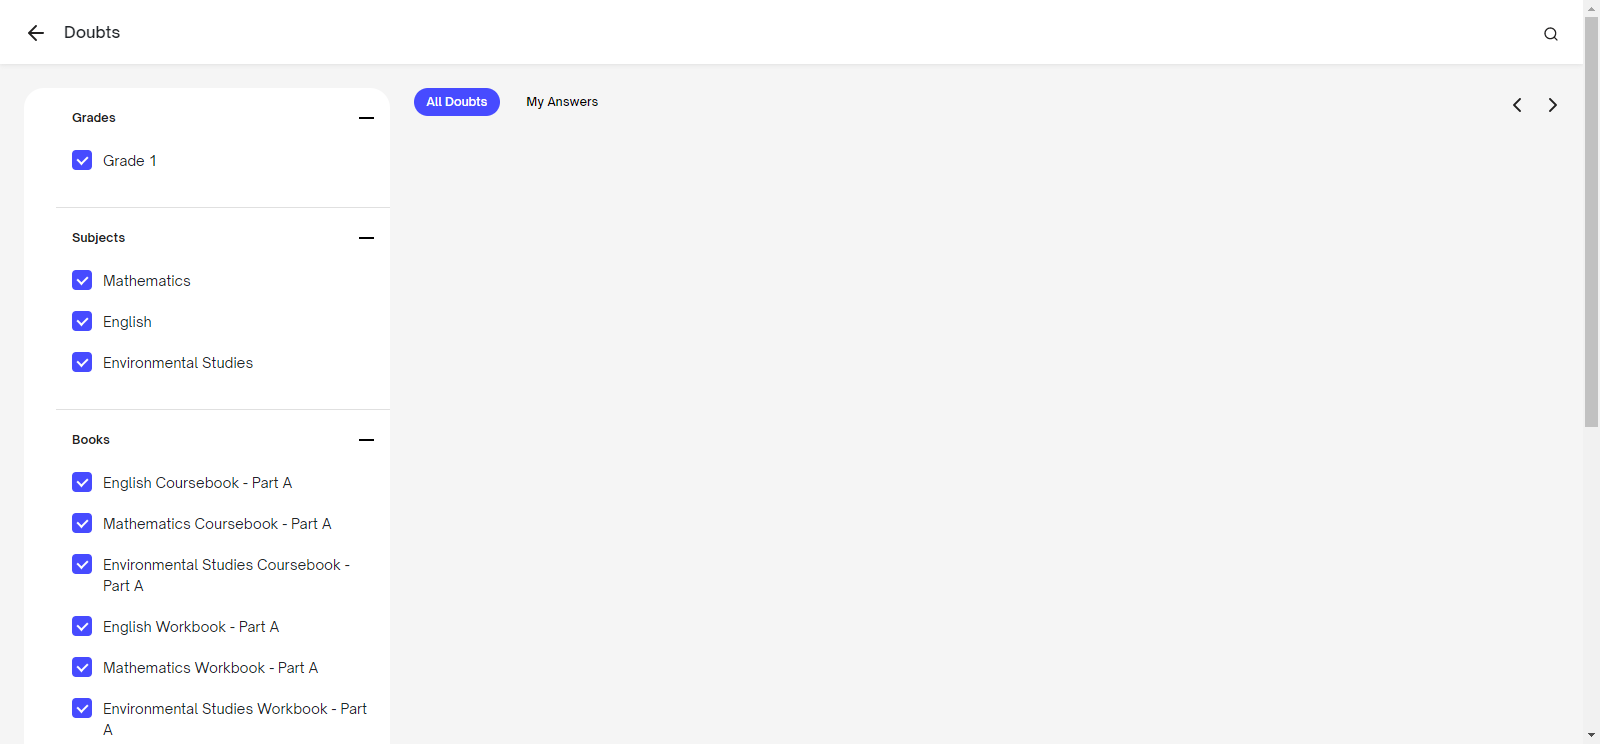 Doubts
Grades
Grade 1
Subjects
Mathematics
English
Environmental Studies
Books
English Coursebook - Part A
Mathematics Coursebook - Part A
Environmental Studies Coursebook -
Part A
English Workbook - Part A
Mathematics Workbook - Part A
Environmental Studies Workbook - Part
A
All Doubts
My Answers